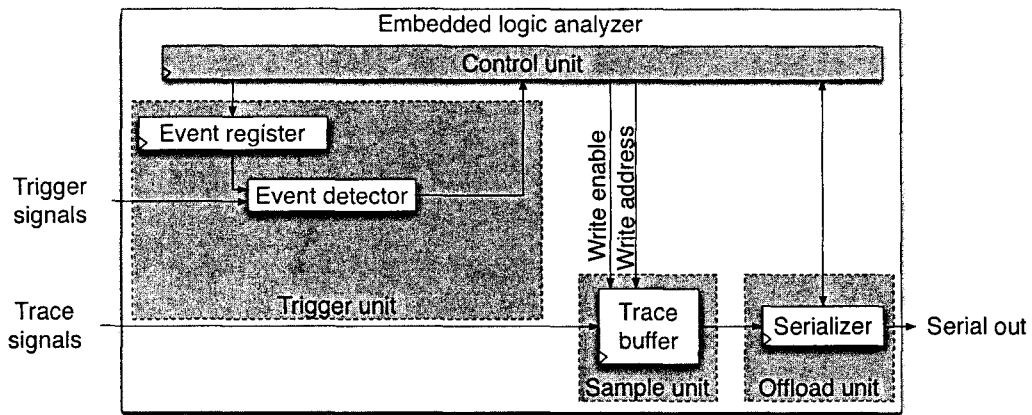 Embedded logic analyzer
Control unit
Event register
Event detector
Trigger
signals
Trigger unit
Write enable
Write address
Trace
signals
Trace
buffer
Sample unit
Serializer
Offload unit
Serial out